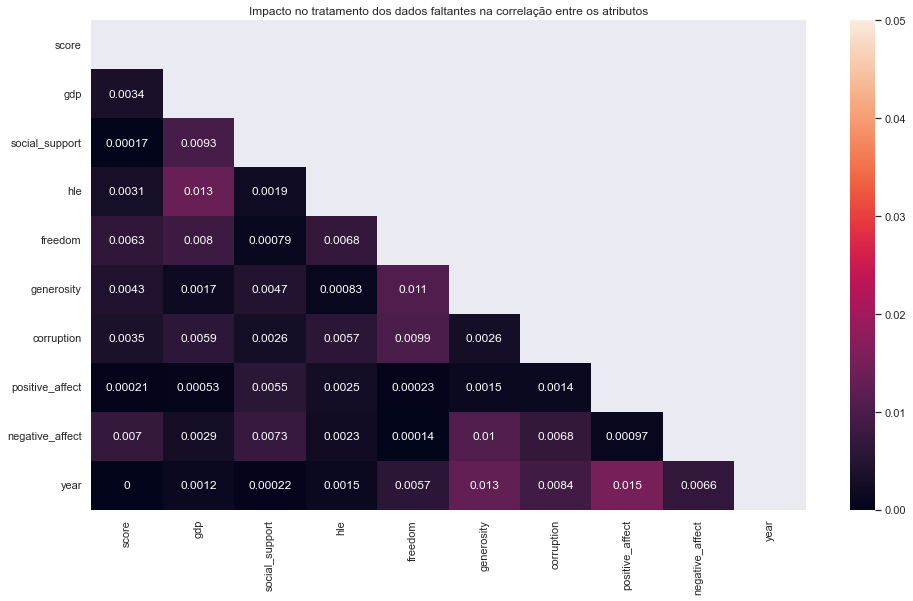 Impacto no tratamento dos dados faltantes na correlação entre os atributos
score
gdp 0.0034
social_support 0.00017 0.0093
hle 0.0031 0.013 0.0019
freedom 0.0063 0.008 0.00079 0.0068
generosity 0.0043 0.0017 0.0047 0.00083 0.011
corruption 0.0035 0.0059 0.0026 0.0057 0.0099 0.0026
positive_affect 0.00021 0.00053 0.0055 0.0025 0.00023 0.0015 0.0014
negative_affect 0.007 0.0029 0.0073 0.0023 0.00014 0.01 0.0068 0.00097
year 0 0.0012 0.00022 0.0015 0.0057 0.013 0.0084 0.015 0.0066
score gdp social_support hle freedom generosity corruption positive_affect negative_affect year
0.05
0.04
0.03
0.02
0.01
0.00